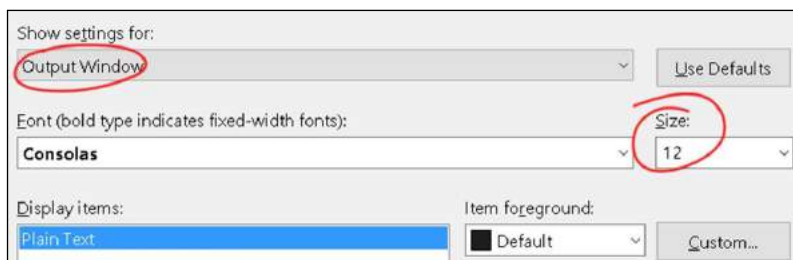 Show settings for:
Output Window
Use Defaults
Font (bold type indicates fixed-width fonts):
Size:
Consolas
12
Display items:
Item foreground:
Plain Text
Default
Custom...